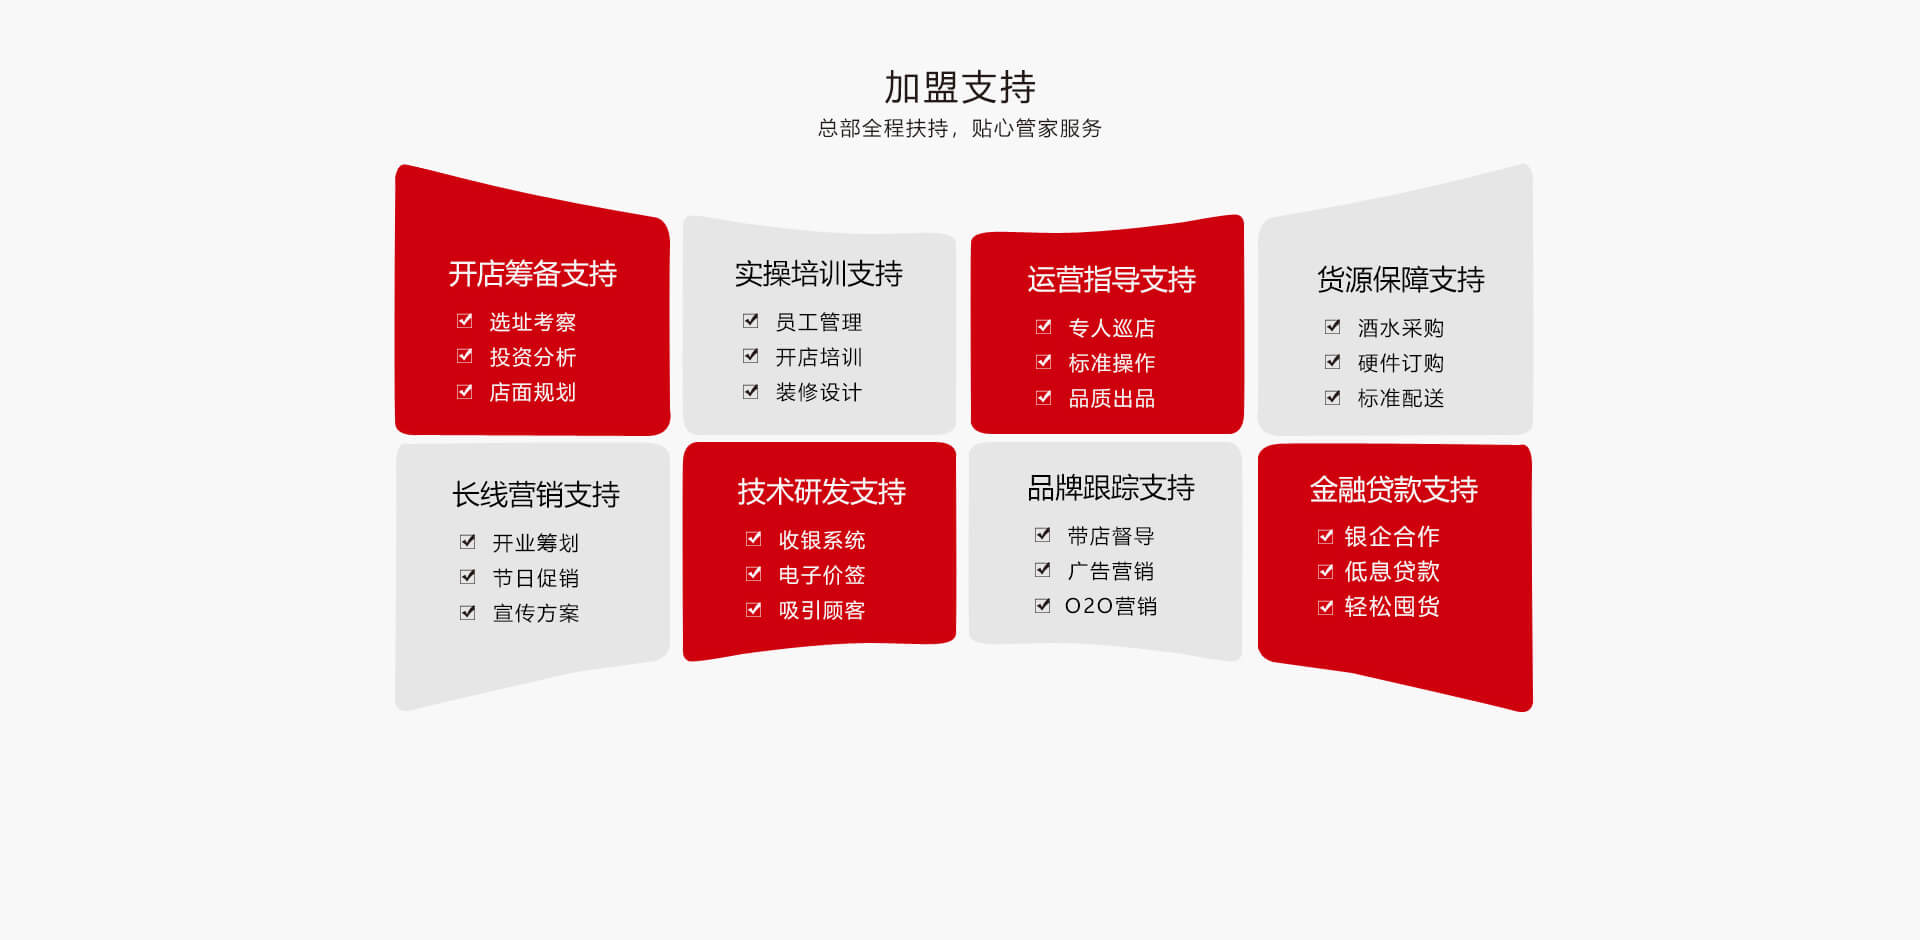 加盟支持
总部全程扶持，贴心管家服务
开店筹备支持
选址考察
投资分析
店面规划
实操培训支持
员工管理
开店培训
装修设计
运营指导支持
专人巡店
标准操作
品质出品
货源保障支持
酒水采购
硬件订购
标准配送
长线营销支持
开业筹划
节日促销
宣传方案
技术研发支持
收银系统
电子价签
吸引顾客
品牌跟踪支持
带店督导
广告营销
O2O营销
金融贷款支持
银企合作
低息贷款
轻松囤货